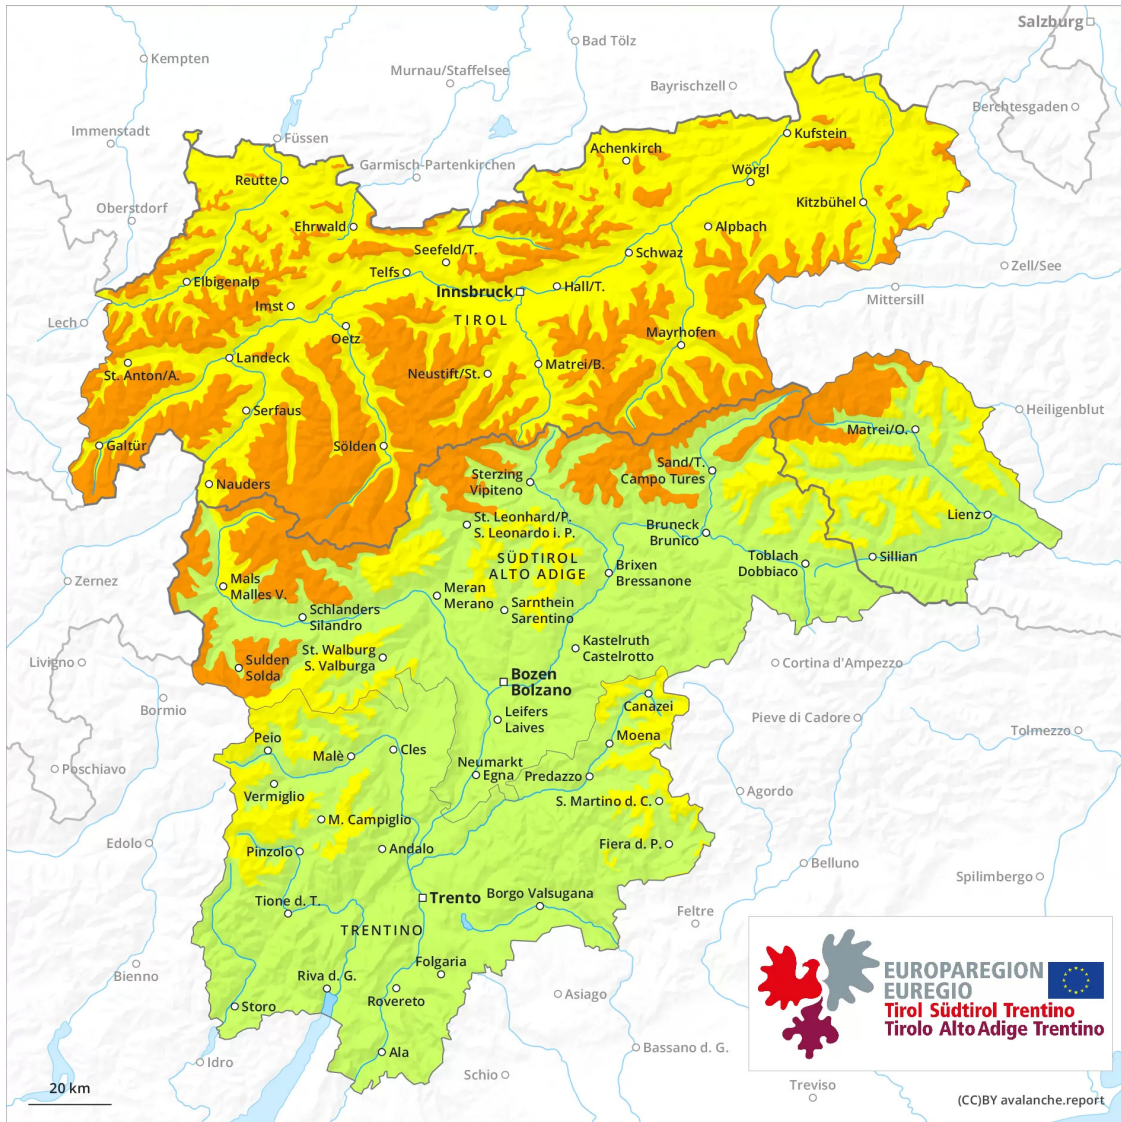 Salzburg
Bad Tölz
Kempten
Murnau/Staffelsee
Bayrischzell
Berchtesgaden
Immenstadt
Füssen
Kufstein
Achenkirch
Garmisch-Partenkirchen
Wörgl
Reutte
Oberstdorf
Kitzbühel
Ehrwald
Alpbach
Seefeld/T.
Schwaz
Telfs
Zell/See
Elbigenalp
Hall/T.
Innsbruck
Mittersill
Imst
TIROL
Lech
Mayrhofen
Oetz
Landeck
Matrei/B.
St. Anton/A.
Neustift/St.
Serfaus
Heiligenblut
Matrei/O.
Galtür
Sölden
Sand/T.
Campo Tures
Sterzing
Vipiteno
Nauders
Lienz
St. Leonhard/P.
S. Leonardo i. P.
Bruneck
Brunico
SÜDTIROL
ALTO ADIGE
Toblach
Dobbiaco
Sillian
Brixen
Bressanone
Zernez
Mals
Malles V.
Meran
Merano
Sarnthein
Sarentino
Schlanders
Silandro
Kastelruth
Castelrotto
St. Walburg
S. Valburga
Livigno
Sulden
Solda
Cortina d'Ampezzo
Bozen
Bolzano
Bormio
Canazei
Leifers
Laives
Pieve di Cadore
Tolmezzo
Peio
Moena
Cles
Malè
Poschiavo
Neumarkt
Egna
Predazzo
Vermiglio
Agordo
S. Martino d. C.
M. Campiglio
Edolo
Fiera d. P.
Andalo
Pinzolo
Belluno
Spilimbergo
Trento
Borgo Valsugana
Tione d. T.
Feltre
TRENTINO
Folgaria
Bienno
Riva d. G.
Rovereto
Asiago
Storo
EUROPAREGION
EUREGIO
Tirol Südtirol Trentino
Tirolo Alto Adige Trentino
Ala
Bassano d. G.
Idro
Schio
Treviso
20 km
(CC)BY avalanche.report